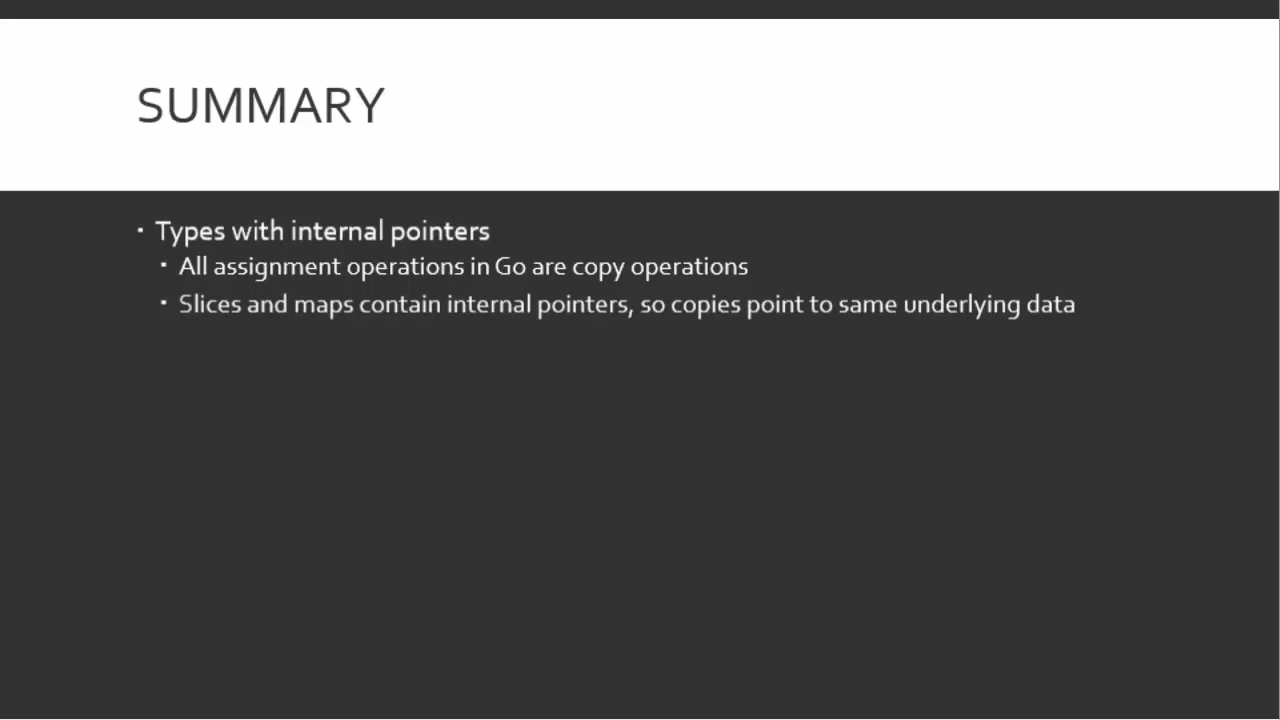 SUMMARY
▪ Types with internal pointers
▪ All assignment operations in Go are copy operations
▪ Slices and maps contain internal pointers, so copies point to same underlying data